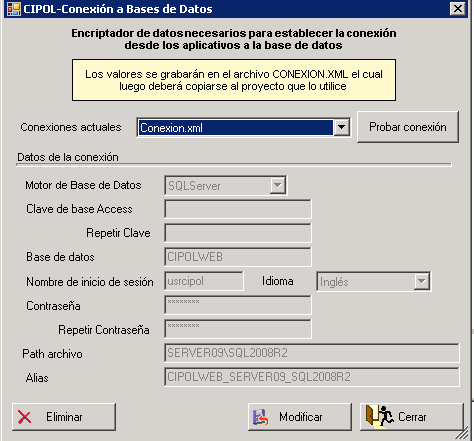 CIPOL-Conexión a Bases de Datos
Encriptador de datos necesarios para establecer la conexión
desde los aplicativos a la base de datos
Los valores se grabarán en el archivo CONEXION.XML el cual
luego deberá copiarse al proyecto que lo utilice
Conexiones actuales Conexion.xml Probar conexión
Datos de la conexión
Motor de Base de Datos SQLServer
Clave de base Access
Repetir Clave
Base de datos CIPOLWEB
Nombre de inicio de sesión usrcipol Idioma Inglés
Contraseña ********
Repetir Contraseña ********
Path archivo SERVER09\SQL2008R2
Alias CIPOLWEB_SERVER09_SQL2008R2
Eliminar Modificar Cerrar